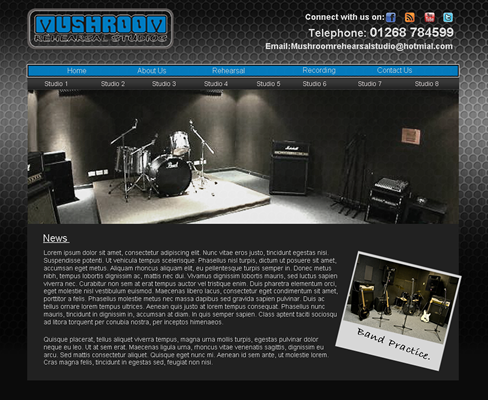 MUSHROOM
REHEARSAL STUDIOS
Connect with us on:
Telephone: 01268 784599
Email:Mushroomrehearsalstudio@hotmial.com
Home About Us Rehearsal Recording Contact Us
Studio 1 Studio 2 Studio 3 Studio 4 Studio 5 Studio 6 Studio 7 Studio 8
News
Lorem ipsum dolor sit amet, consectetur adipiscing elit. Nunc vitae eros justo, tincidunt egestas nisi.
Suspendisse potenti. Ut vehicula tempus scelerisque. Phasellus nisl turpis, dictum ut posuere sit amet,
accumsan eget metus. Aliquam rhoncus aliquam elit, eu pellentesque turpis semper in. Donec metus
nibh, tempus lobortis dignissim ac, mattis nec dui. Vivamus dignissim lobortis mauris, sed luctus sapien
viverra nec. Curabitur non sem at erat tempus auctor vel tristique enim. Duis pharetra elementum orci,
eget molestie nisl vestibulum euismod. Maecenas libero lacus, consectetur eget condimentum sit amet,
porttitor a felis. Phasellus molestie metus nec massa dapibus sed gravida sapien pulvinar. Duis ac
tellus ornare lorem tempus ultrices. Aenean quis justo at lorem tempus consequat. Phasellus nunc
mauris, tincidunt in dignissim in, accumsan at diam. In quis semper sapien. Class aptent taciti sociosqu
ad litora torquent per conubia nostra, per inceptos himenaeos.
Quisque placerat, tellus aliquet viverra tempus, magna urna mollis turpis, egestas pulvinar dolor
neque eu leo. Ut at sem erat. Maecenas ligula urna, rhoncus vitae venenatis sagittis, dignissim eu
arcu. Sed mattis consectetur aliquet. Quisque eget nunc mi. Aenean id sem ante, ut molestie lorem.
Cras magna felis, tincidunt in egestas sed, feugiat non nisi.
Band Practice.